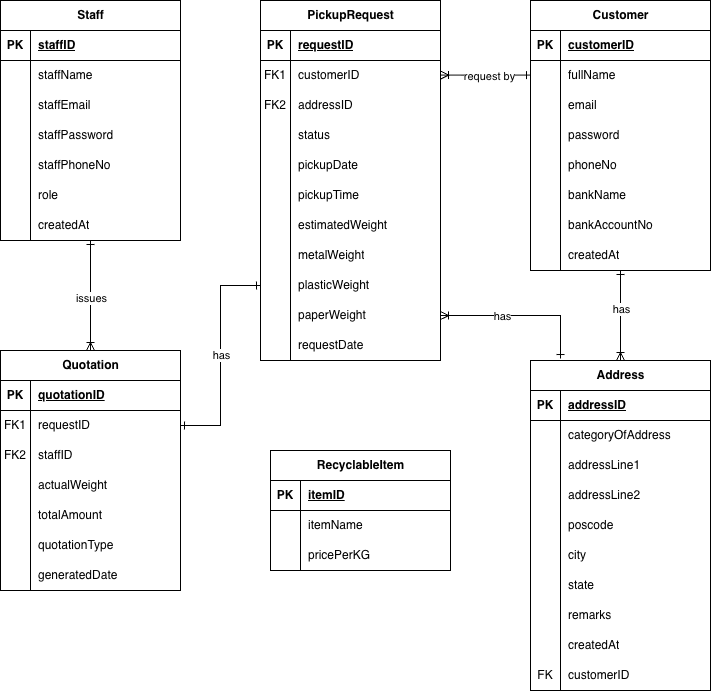 Staff
PK staffID
staffName
staffEmail
staffPassword
staffPhoneNo
role
createdAt
issues
Quotation
PK quotationID
FK1 requestID
FK2 staffID
actualWeight
totalAmount
quotationType
generatedDate
has
PickupRequest
PK requestID
FK1 customerID
FK2 addressID
status
pickupDate
pickupTime
estimatedWeight
metalWeight
plasticWeight
paperWeight
requestDate
request by
has
RecyclableItem
PK itemID
itemName
pricePerKG
Customer
PK customerID
fullName
email
password
phoneNo
bankName
bankAccountNo
createdAt
has
Address
PK addressID
categoryOfAddress
addressLine1
addressLine2
poscode
city
state
remarks
createdAt
FK customerID